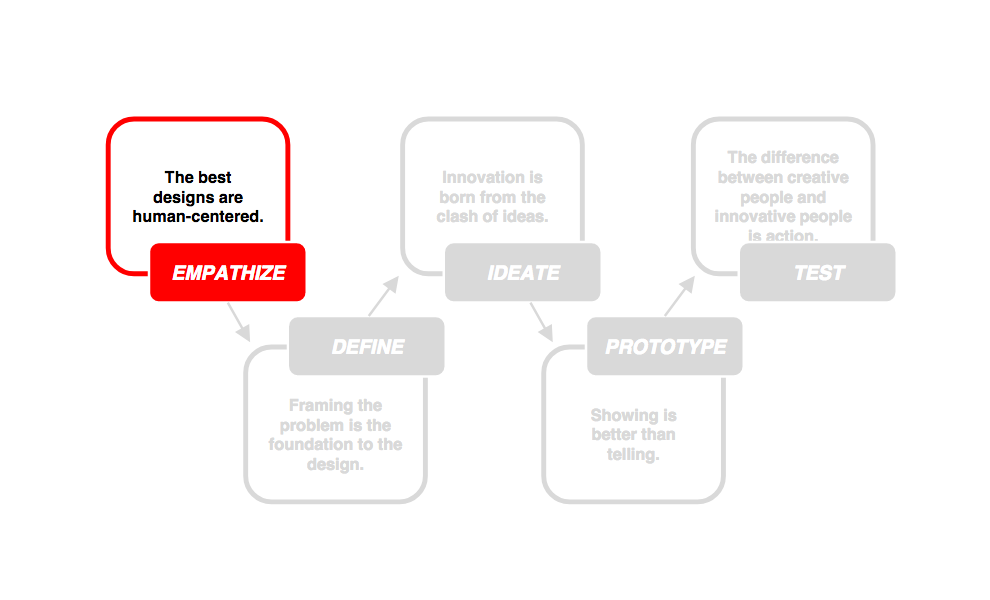 The best
designs are
human-centered.
EMPATHIZE
DEFINE
Framing the
problem is the
foundation to the
design.
Innovation is
born from the
clash of ideas.
IDEATE
PROTOTYPE
Showing is
better than
telling.
The difference
between creative
people and
innovative people
is action.
TEST